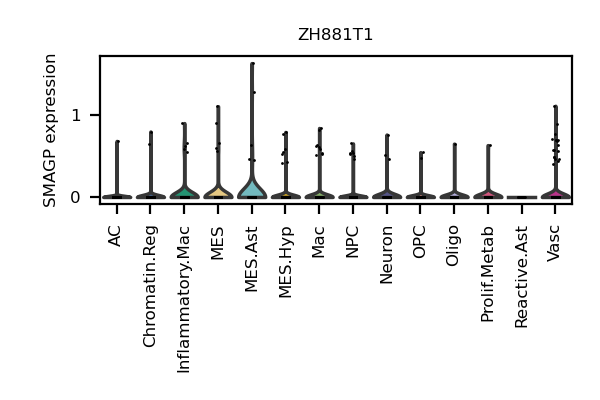 ZH881T1
SMAGP expression
1
0
AC
Chromatin.Reg
Inflammatory.Mac
MES
MES.Ast
MES.Hyp
Mac
NPC
Neuron
OPC
Oligo
Prolif.Metab
Reactive.Ast
Vasc